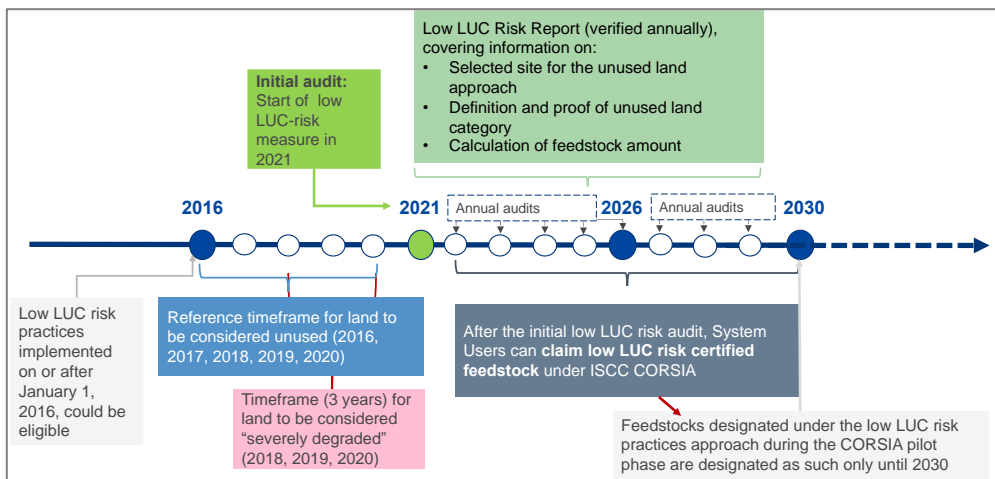 Low LUC Risk Report (verified annually),
covering information on:
• Selected site for the unused land
approach
• Definition and proof of unused land
category
• Calculation of feedstock amount
Initial audit:
Start of low
LUC-risk
measure in
2021
2016
2021
Annual audits
2026
Annual audits
2030
Low LUC risk
practices
implemented
on or after
January 1,
2016, could be
eligible
Reference timeframe for land to
be considered unused (2016,
2017, 2018, 2019, 2020)
Timeframe (3 years) for
land to be considered
“severely degraded”
(2018, 2019, 2020)
After the initial low LUC risk audit, System
Users can claim low LUC risk certified
feedstock under ISCC CORSIA
Feedstocks designated under the low LUC risk
practices approach during the CORSIA pilot
phase are designated as such only until 2030